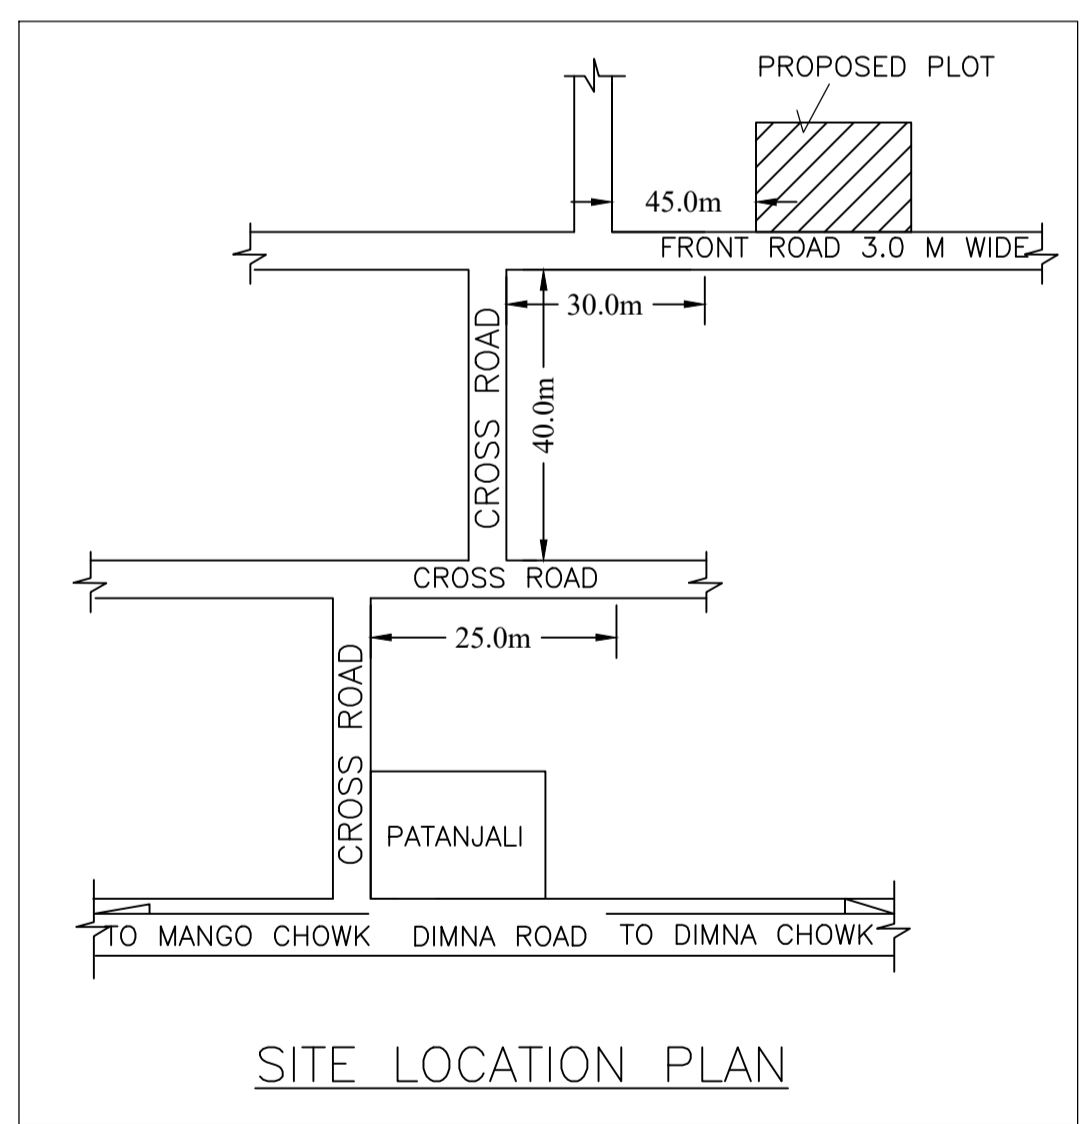 PROPOSED PLOT
45.0m
FRONT ROAD 3.0 M WIDE
30.0m
CROSS ROAD
40.0m
CROSS ROAD
25.0m
CROSS ROAD
PATANJALI
TO MANGO CHOWK DIMNA ROAD TO DIMNA CHOWK
SITE LOCATION PLAN